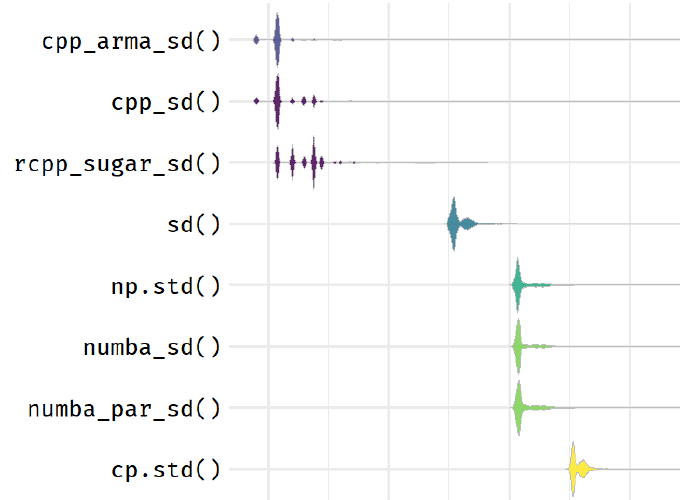 cpp_arma_sd()
cpp_sd()
rcpp_sugar_sd()
sd()
np.std()
numba_sd()
numba_par_sd()
cp.std()